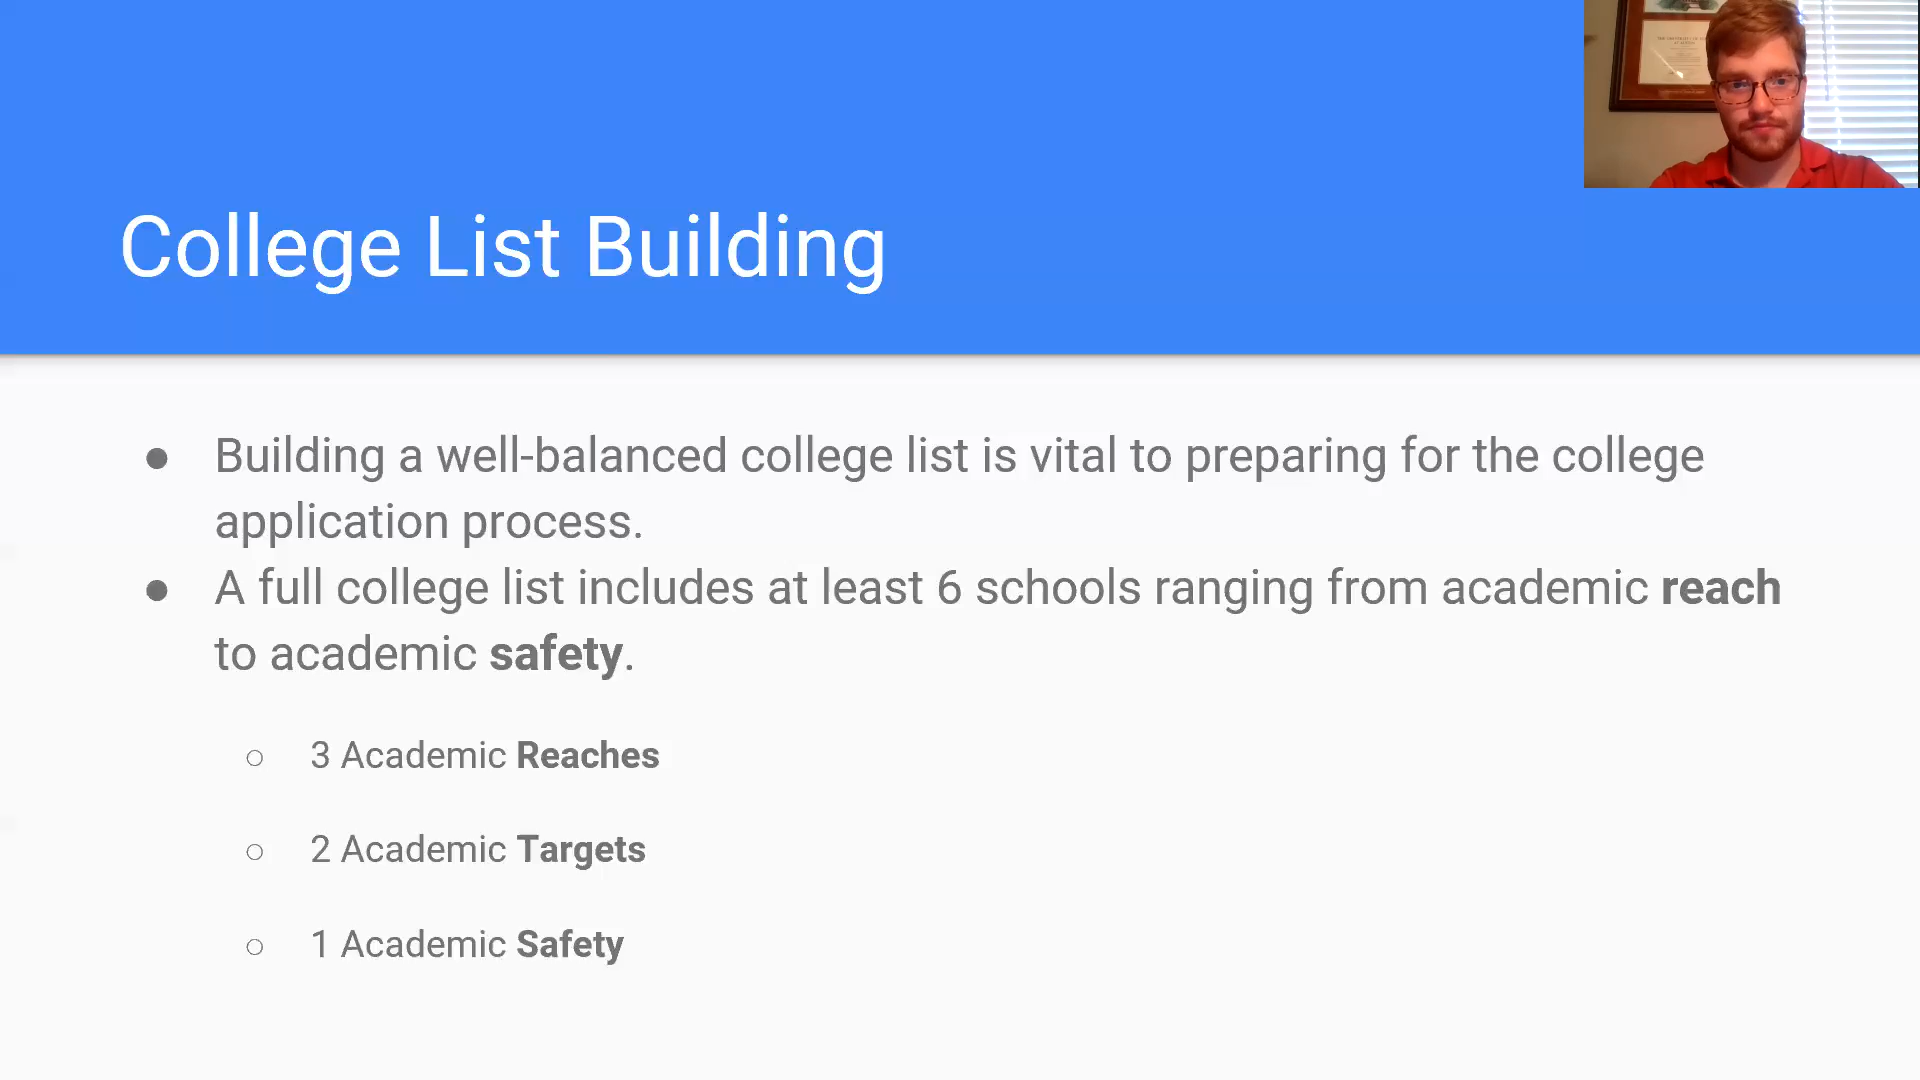 College List Building
● Building a well-balanced college list is vital to preparing for the college
application process.
● A full college list includes at least 6 schools ranging from academic reach
to academic safety.
○ 3 Academic Reaches
○ 2 Academic Targets
○ 1 Academic Safety